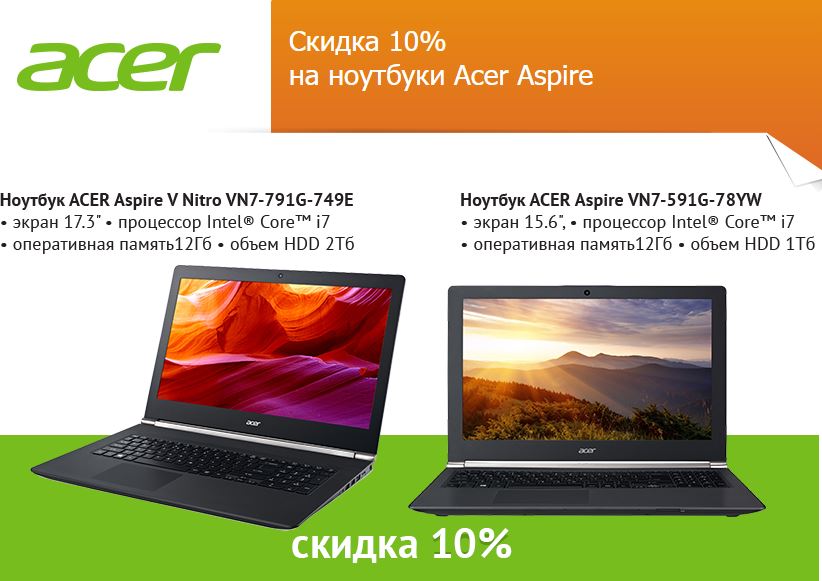 acer
Скидка 10%
на ноутбуки Acer Aspire
Ноутбук ACER Aspire V Nitro VN7-791G-749E
• экран 17.3" • процессор Intel® Core™ i7
• оперативная память12Гб • объем HDD 2Тб
Ноутбук ACER Aspire VN7-591G-78YW
• экран 15.6", • процессор Intel® Core™ i7
• оперативная память12Гб • объем HDD 1Тб
acer
acer
скидка 10%